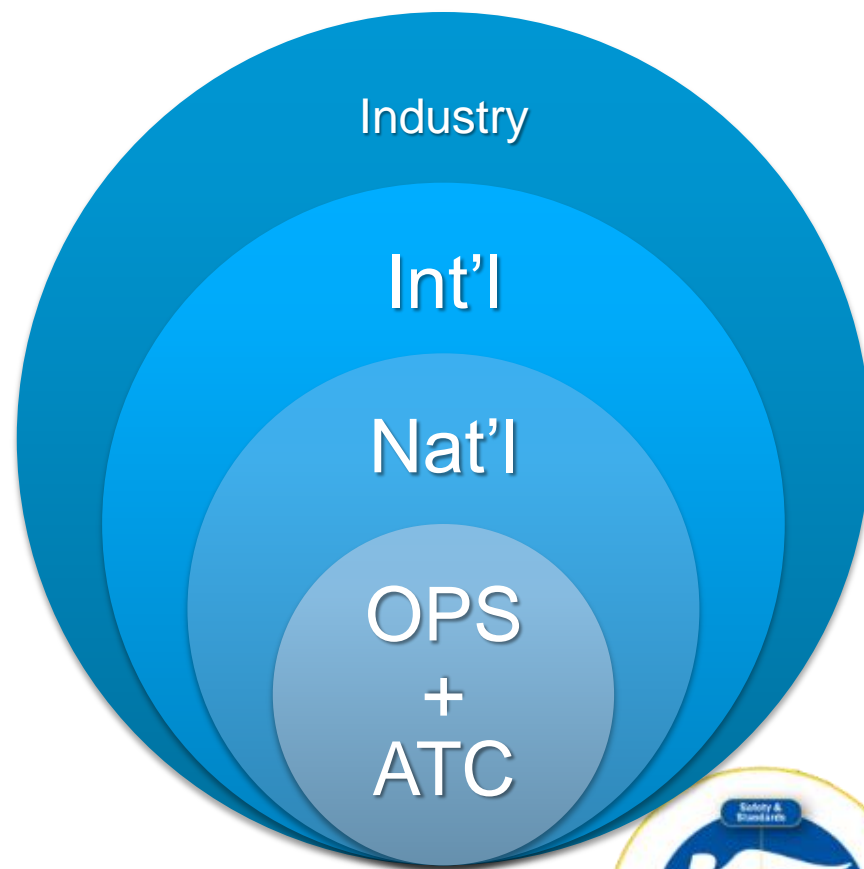 Industry
Int’l
Nat’l
OPS
+
ATC
Safety &
Standards